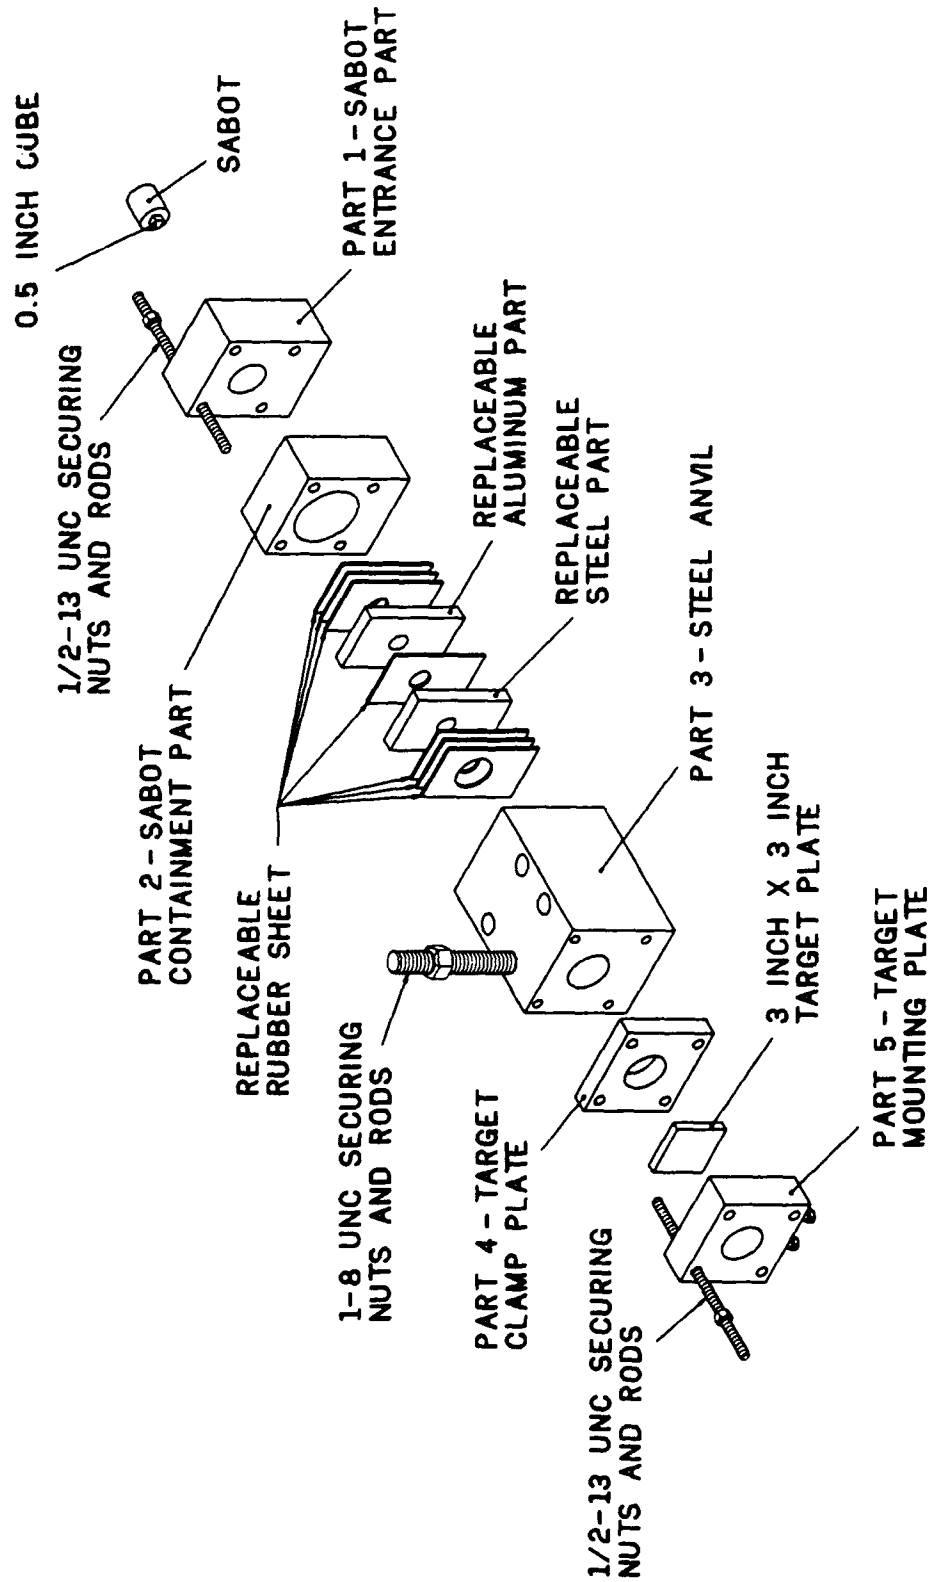 0.5 INCH CUBE
SABOT
1/2-13 UNC SECURING
NUTS AND RODS
PART 1-SABOT
ENTRANCE PART
PART 2-SABOT
CONTAINMENT PART
REPLACEABLE
ALUMINUM PART
REPLACEABLE
STEEL PART
REPLACEABLE
RUBBER SHEET
PART 3-STEEL ANVIL
1-8 UNC SECURING
NUTS AND RODS
3 INCH X 3 INCH
TARGET PLATE
PART 4-TARGET
CLAMP PLATE
PART 5-TARGET
MOUNTING PLATE
1/2-13 UNC SECURING
NUTS AND RODS